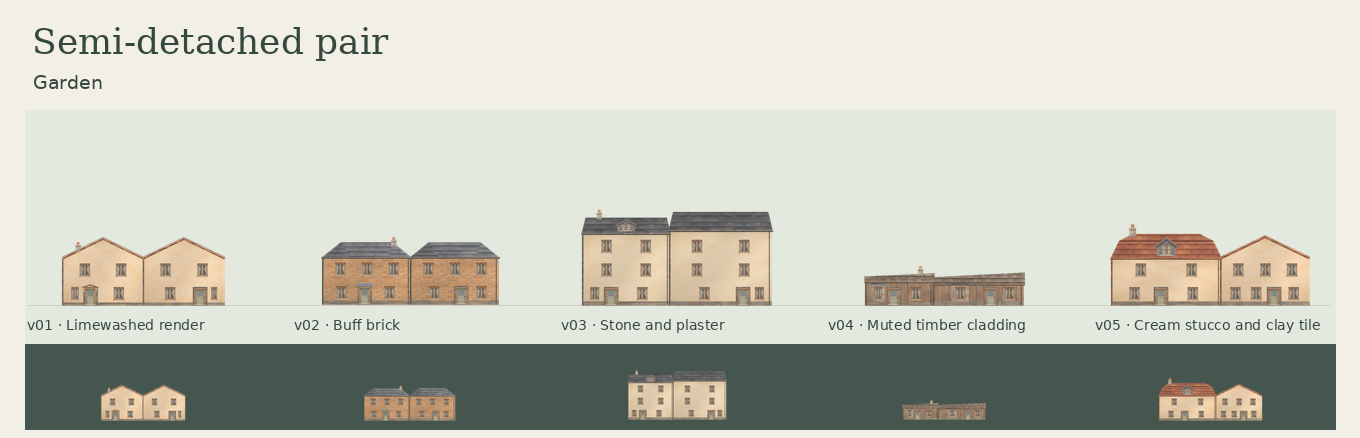 Semi-detached pair
Garden
v01 · Limewashed render
v02 · Buff brick
v03 · Stone and plaster
v04 · Muted timber cladding
v05 · Cream stucco and clay tile